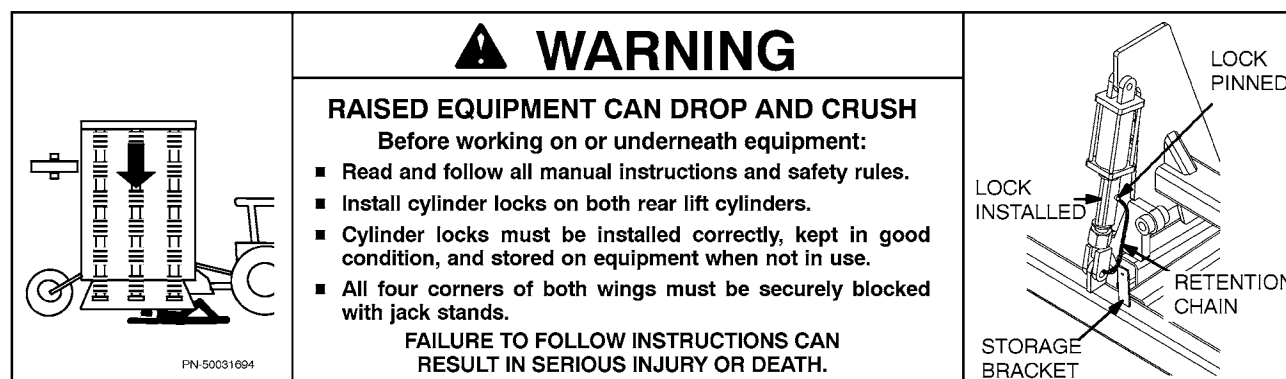 PN-50031694
WARNING
RAISED EQUIPMENT CAN DROP AND CRUSH
Before working on or underneath equipment:
■ Read and follow all manual instructions and safety rules.
■ Install cylinder locks on both rear lift cylinders.
■ Cylinder locks must be installed correctly, kept in good
condition, and stored on equipment when not in use.
■ All four corners of both wings must be securely blocked
with jack stands.
FAILURE TO FOLLOW INSTRUCTIONS CAN
RESULT IN SERIOUS INJURY OR DEATH.
LOCK
PINNED
LOCK
INSTALLED
RETENTION
CHAIN
STORAGE
BRACKET